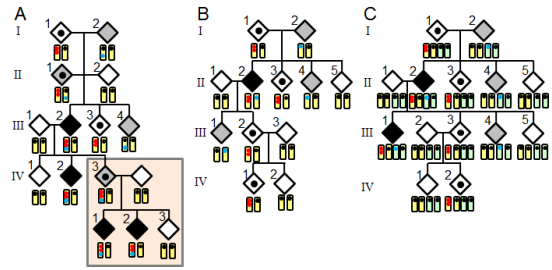 A B C
I 1 2
II 1 2
III 1 2 3 4
IV 1 2 3
1 2 3
I 1 2
II 1 2 3 4 5
III 1 2 3
IV 1 2
I 1 2
II 1 2 3 4 5
III 1 2 3 4 5
IV 1 2